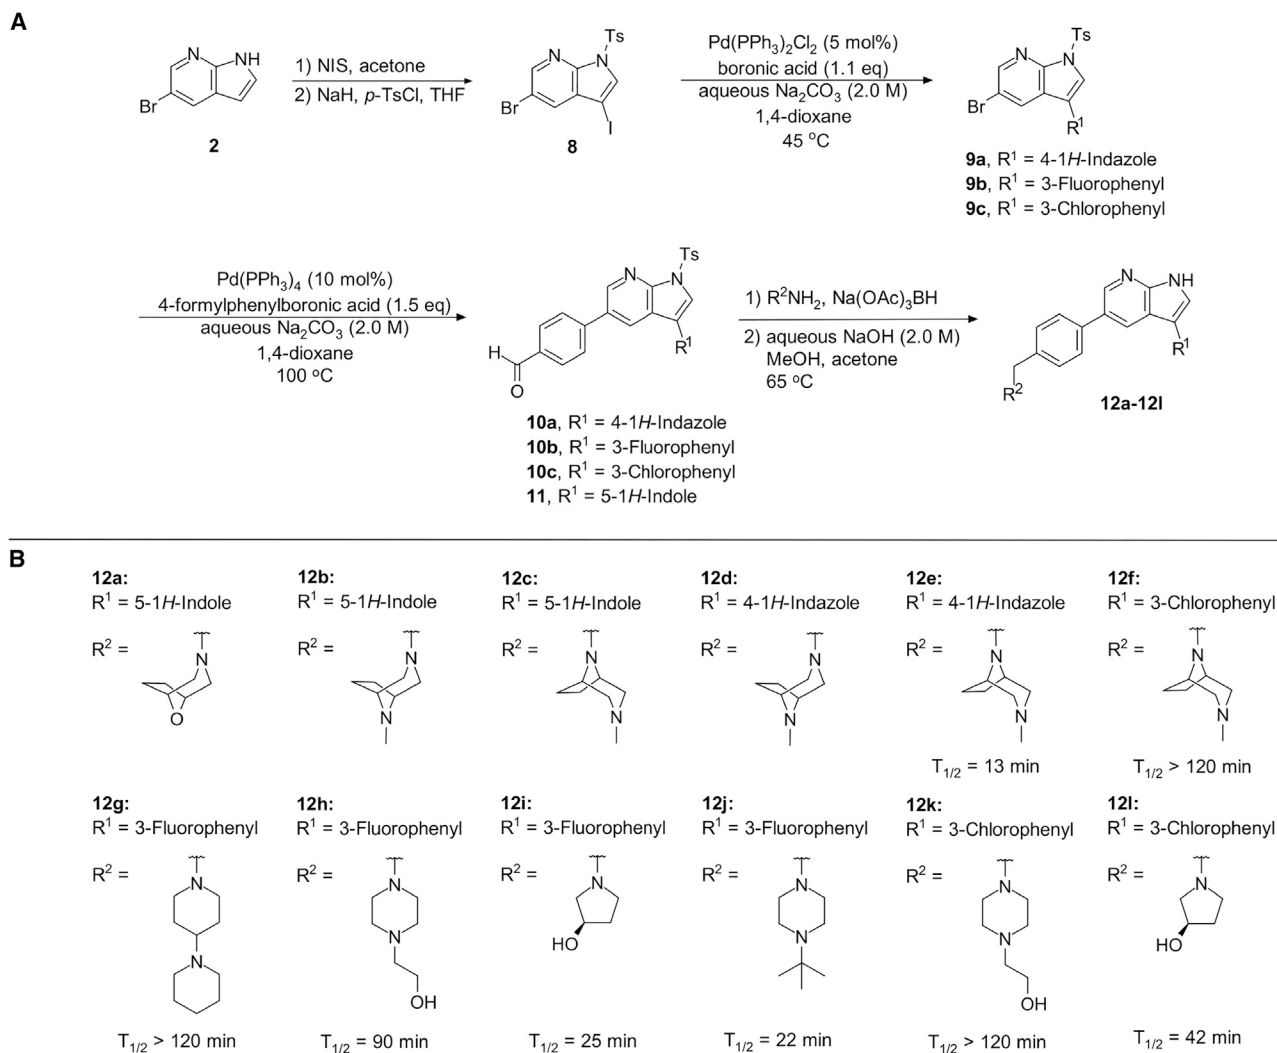 A
N
NH
Br
2
1) NIS, acetone
2) NaH, p-TsCl, THF
Ts
N
N
Br
I
8
Pd(PPh3)2Cl2 (5 mol%)
boronic acid (1.1 eq)
aqueous Na2CO3 (2.0 M)
1,4-dioxane
45 oC
Ts
N
N
Br
R1
9a, R1 = 4-1H-Indazole
9b, R1 = 3-Fluorophenyl
9c, R1 = 3-Chlorophenyl
Pd(PPh3)4 (10 mol%)
4-formylphenylboronic acid (1.5 eq)
aqueous Na2CO3 (2.0 M)
1,4-dioxane
100 oC
Ts
N
N
R1
H
O
10a, R1 = 4-1H-Indazole
10b, R1 = 3-Fluorophenyl
10c, R1 = 3-Chlorophenyl
11, R1 = 5-1H-Indole
1) R2NH2, Na(OAc)3BH
2) aqueous NaOH (2.0 M)
MeOH, acetone
65 oC
N
NH
R1
R2
12a-12l
B
12a:
R1 = 5-1H-Indole
R2 =
N
O
12b:
R1 = 5-1H-Indole
R2 =
N
N
12c:
R1 = 5-1H-Indole
R2 =
N
N
12d:
R1 = 4-1H-Indazole
R2 =
N
N
12e:
R1 = 4-1H-Indazole
R2 =
N
N
T1/2 = 13 min
12f:
R1 = 3-Chlorophenyl
R2 =
N
N
T1/2 > 120 min
12g:
R1 = 3-Fluorophenyl
R2 =
N
N
T1/2 > 120 min
12h:
R1 = 3-Fluorophenyl
R2 =
N
N
OH
T1/2 = 90 min
12i:
R1 = 3-Fluorophenyl
R2 =
N
HO
T1/2 = 25 min
12j:
R1 = 3-Fluorophenyl
R2 =
N
N
T1/2 = 22 min
12k:
R1 = 3-Chlorophenyl
R2 =
N
N
OH
T1/2 > 120 min
12l:
R1 = 3-Chlorophenyl
R2 =
N
HO
T1/2 = 42 min